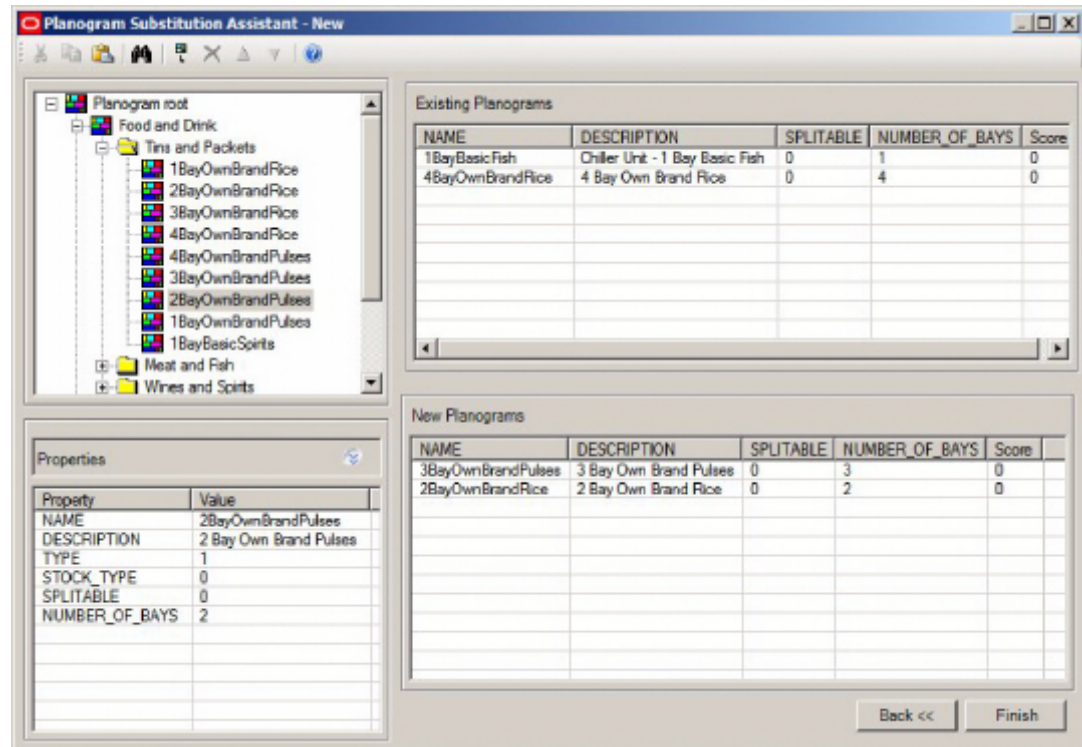 Planogram Substitution Assistant - New
Planogram root
Food and Drink
Tins and Packets
1BayOwnBrandRice
2BayOwnBrandRice
3BayOwnBrandRice
4BayOwnBrandRice
4BayOwnBrandPulses
3BayOwnBrandPulses
2BayOwnBrandPulses
1BayOwnBrandPulses
1BayBasicSpirits
Meat and Fish
Wines and Spirits
Properties
Property Value
NAME 2BayOwnBrandPulses
DESCRIPTION 2 Bay Own Brand Pulses
TYPE 1
STOCK_TYPE 0
SPLITABLE 0
NUMBER_OF_BAYS 2
Existing Planograms
NAME DESCRIPTION SPLITABLE NUMBER_OF_BAYS Score
1BayBasicFish Chiller Unit - 1 Bay Basic Fish 0 1 0
4BayOwnBrandRice 4 Bay Own Brand Rice 0 4 0
New Planograms
NAME DESCRIPTION SPLITABLE NUMBER_OF_BAYS Score
3BayOwnBrandPulses 3 Bay Own Brand Pulses 0 3 0
2BayOwnBrandRice 2 Bay Own Brand Rice 0 2 0
Back << Finish